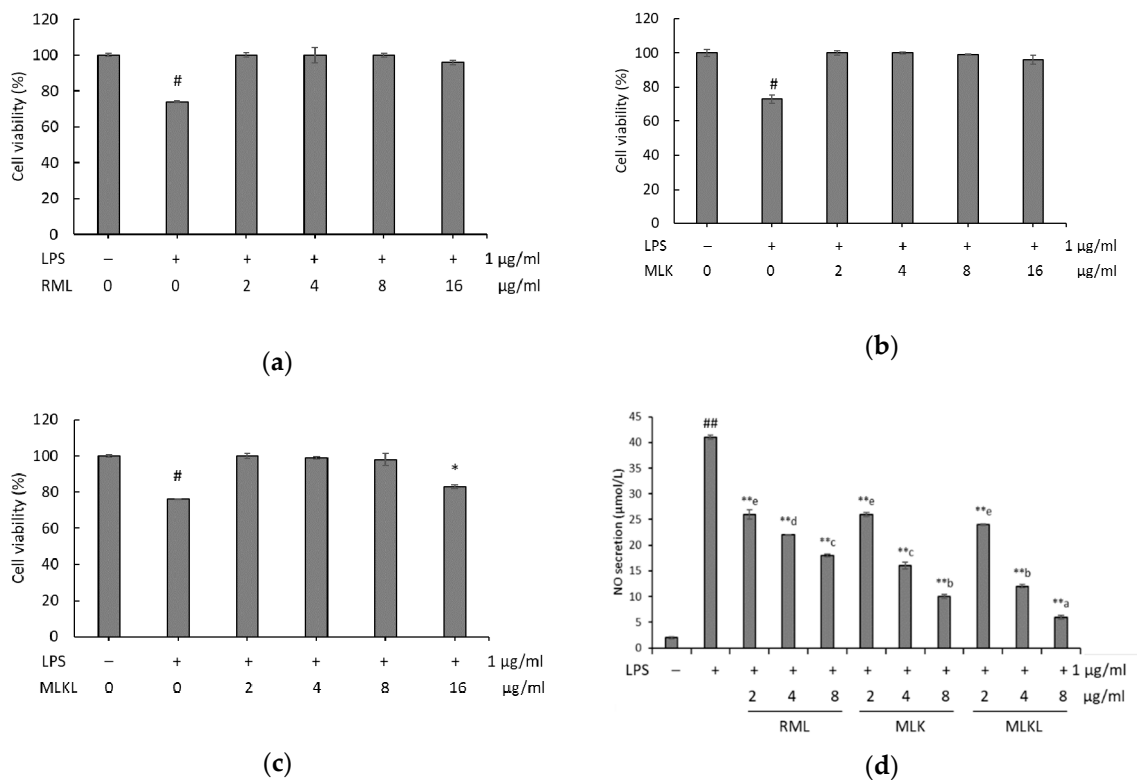 120
100
80
60
40
20
0
Cell viability (%)
#
LPS – + + + + + 1 µg/ml
RML 0 0 2 4 8 16 µg/ml
(a)
120
100
80
60
40
20
0
Cell viability (%)
#
LPS – + + + + + 1 µg/ml
MLK 0 0 2 4 8 16 µg/ml
(b)
120
100
80
60
40
20
0
Cell viability (%)
#
*
LPS – + + + + + 1 µg/ml
MLKL 0 0 2 4 8 16 µg/ml
(c)
45
40
35
30
25
20
15
10
5
0
NO secretion (µmol/L)
##
**e
**d
**c
**e
**c
**b
**e
**b
**a
LPS – + + + + + + + + + + 1 µg/ml
2 4 8 2 4 8 2 4 8 µg/ml
RML MLK MLKL
(d)